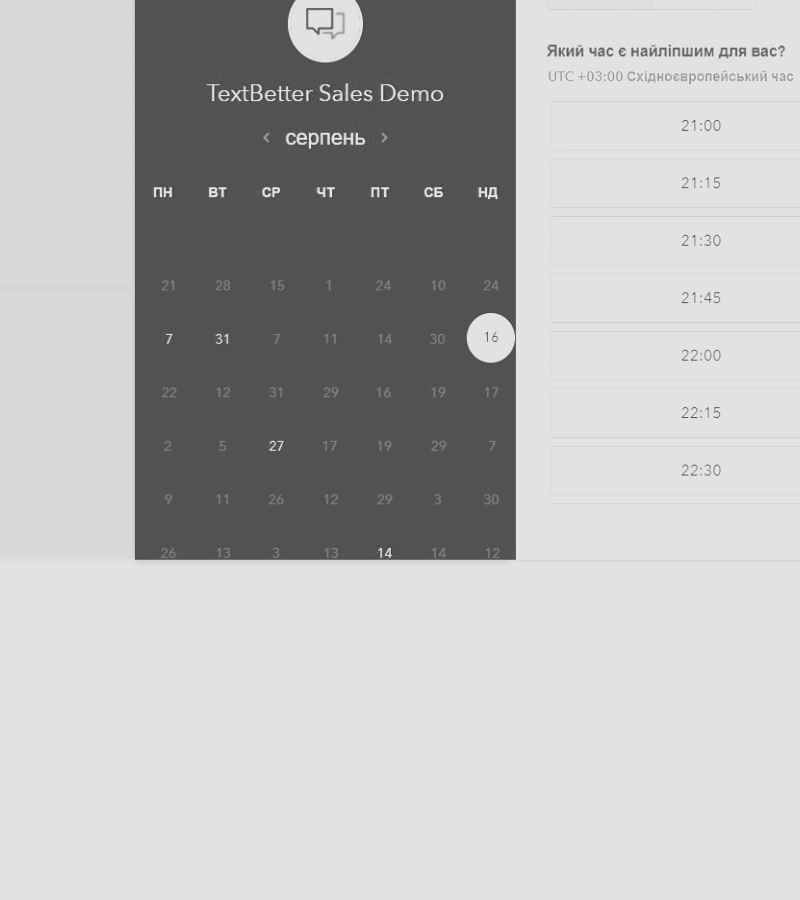 TextBetter Sales Demo
серпень
ПН ВТ СР ЧТ ПТ СБ НД
21 28 15 1 24 10 24
7 31 7 11 14 30 16
22 12 31 29 16 19 17
2 5 27 17 19 29 7
9 11 26 12 29 3 30
26 13 3 13 14 14 12
Який час є найліпшим для вас?
UTC +03:00 Східноєвропейський час
21:00
21:15
21:30
21:45
22:00
22:15
22:30